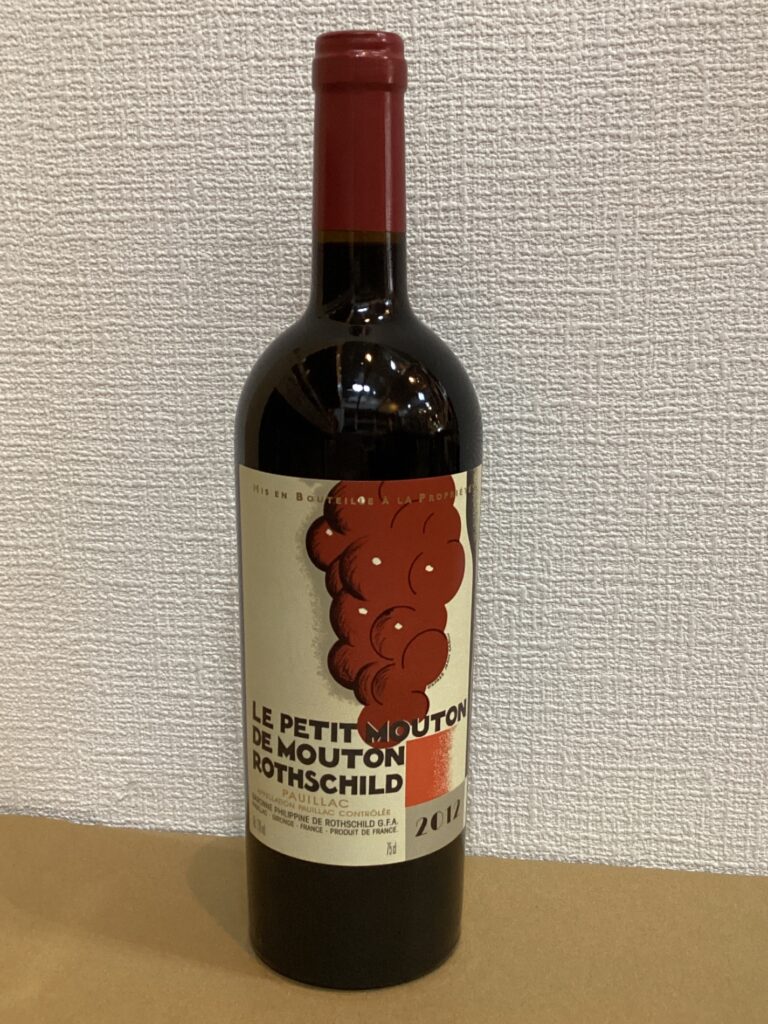 MIS EN BOUTEILLE À LA PROPRIÉTÉ
LE PETIT MOUTON
DE MOUTON
ROTHSCHILD
PAUILLAC
APPELLATION PAUILLAC CONTRÔLÉE
BARONNE PHILIPPINE DE ROTHSCHILD G.F.A.
PAUILLAC - GIRONDE - FRANCE - PRODUIT DE FRANCE.
75cl
2012